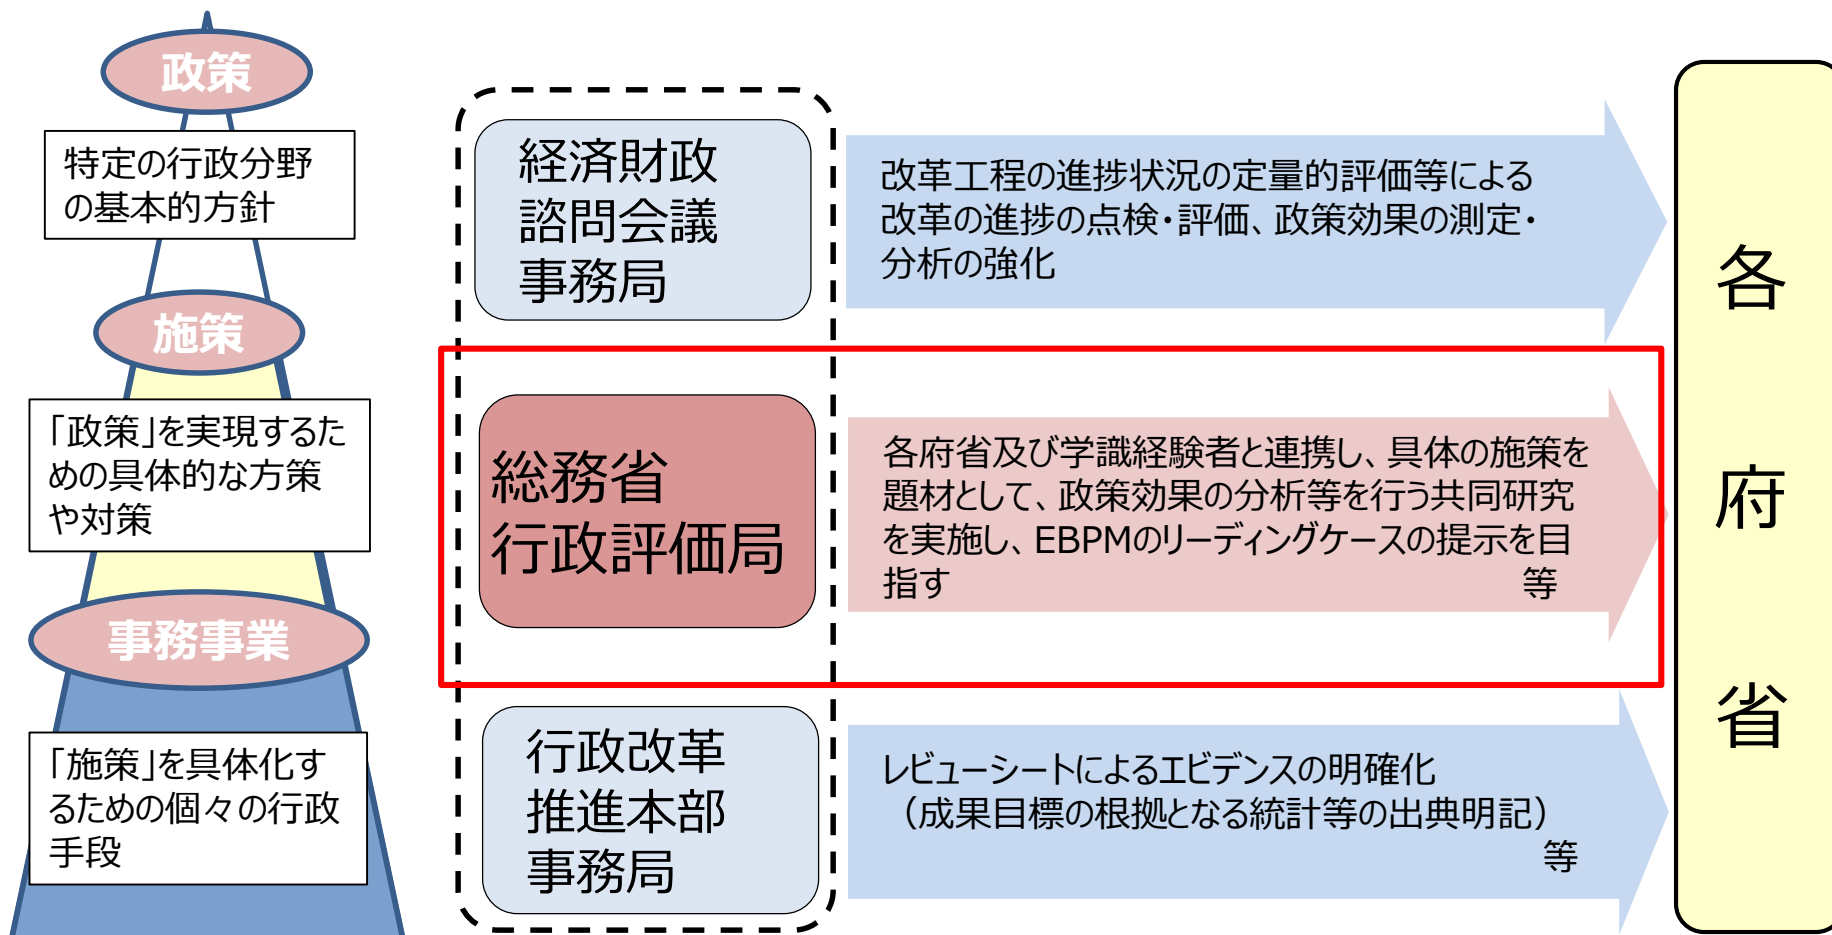 政策
特定の行政分野
の基本的方針
施策
「政策」を実現するた
めの具体的な方策
や対策
事務事業
「施策」を具体化す
るための個々の行政
手段
経済財政
諮問会議
事務局
改革工程の進捗状況の定量的評価等による
改革の進捗の点検・評価、政策効果の測定・
分析の強化
総務省
行政評価局
各府省及び学識経験者と連携し、具体の施策を
題材として、政策効果の分析等を行う共同研究
を実施し、EBPMのリーディングケースの提示を目
指す 等
行政改革
推進本部
事務局
レビューシートによるエビデンスの明確化
（成果目標の根拠となる統計等の出典明記）
等
各
府
省